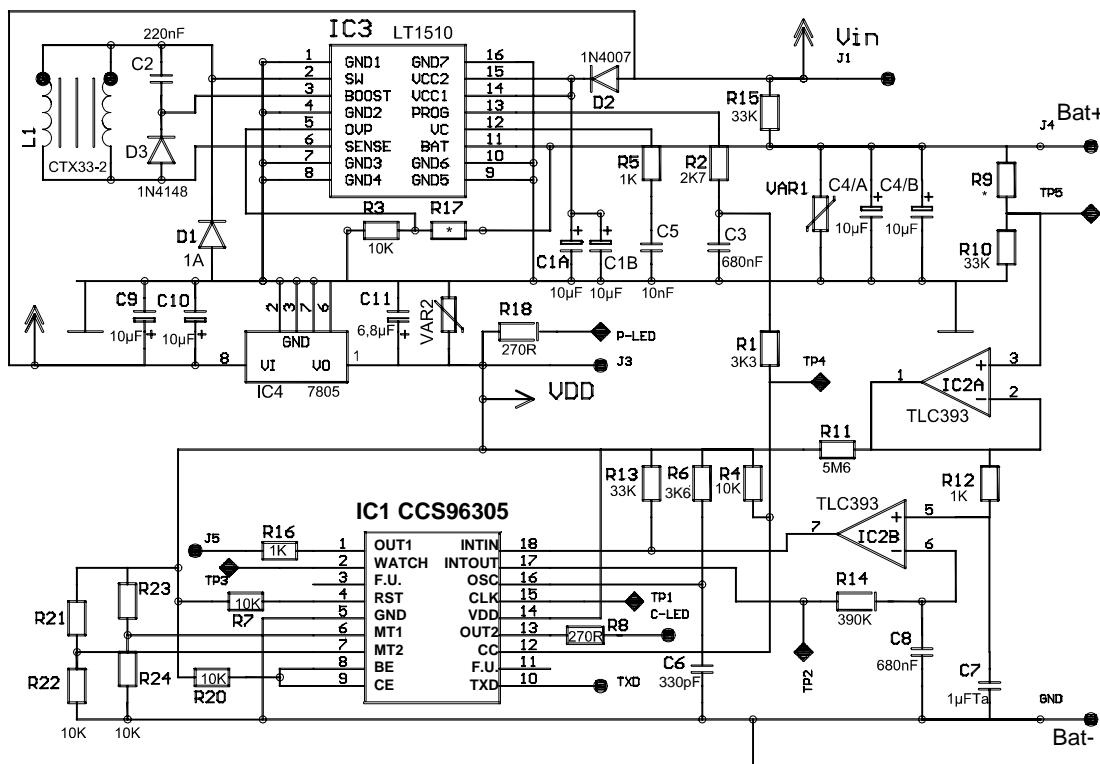 220nF
C2
L1
CTX33-2
D3
1N4148
D1
1A
IC3 LT1510
1 GND1 GND7 16
2 SW VCC2 15
3 BOOST VCC1 14
4 GND2 PROG 13
5 OVP VC 12
6 SENSE BAT 11
7 GND3 GND6 10
8 GND4 GND5 9
1N4007
D2
Vin
J1
R15
33K
J4 Bat+
R5
1K
R2
2K7
VAR1
C4/A
10µF
C4/B
10µF
R9
*
TP5
R10
33K
R3
10K
R17
*
C1A
10µF
C1B
10µF
C5
10nF
C3
680nF
C9
10µF
C10
10µF
2 3 7 6
GND
8 VI VO 1
IC4 7805
C11
6,8µF
VAR2
R18
270R
P-LED
J3
VDD
R1
3K3
TP4
1 IC2A 3
2
TLC393
R11
5M6
R13
33K
R6
3K6
R4
10K
R12
1K
TLC393
7 IC2B 5
6
IC1 CCS96305
J5
R16
1K
TP3
1 OUT1 INTIN 18
2 WATCH INTOUT 17
3 F.U. OSC 16
4 RST CLK 15
5 GND VDD 14
6 MT1 OUT2 13
7 MT2 CC 12
8 BE F.U. 11
9 CE TXD 10
R23
R21
10K
R7
R22
10K
R24
10K
10K
R20
TP1
C-LED
270R R8
TXD
C6
330pF
R14
390K
TP2
C8
680nF
C7
1µFTa
GND
Bat-